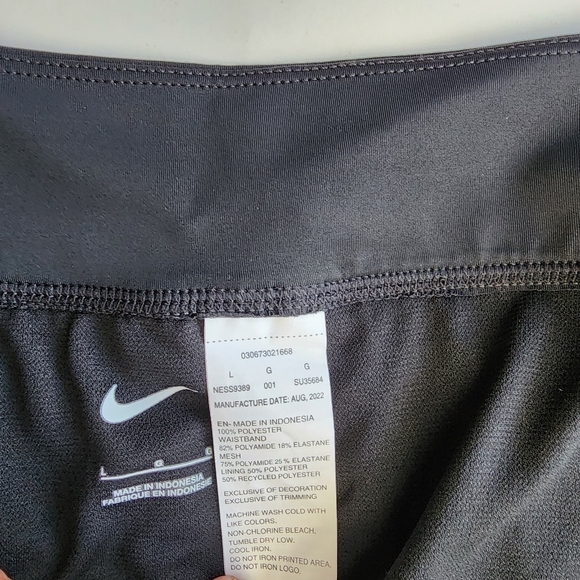 030673021668
L G G
NESS9389 001 SU35684
MANUFACTURE DATE: AUG, 2022
EN- MADE IN INDONESIA
100% POLYESTER
WAISTBAND
82% POLYAMIDE 18% ELASTANE
MESH
75% POLYAMIDE 25% ELASTANE
LINING 50% POLYESTER
50% RECYCLED POLYESTER
EXCLUSIVE OF DECORATION
EXCLUSIVE OF TRIMMING
MACHINE WASH COLD WITH
LIKE COLORS.
NON-CHLORINE BLEACH.
TUMBLE DRY LOW.
COOL IRON.
DO NOT IRON PRINTED AREA.
DO NOT IRON LOGO.
L G G
MADE IN INDONESIA
FABRIQUÉ EN INDONESIE